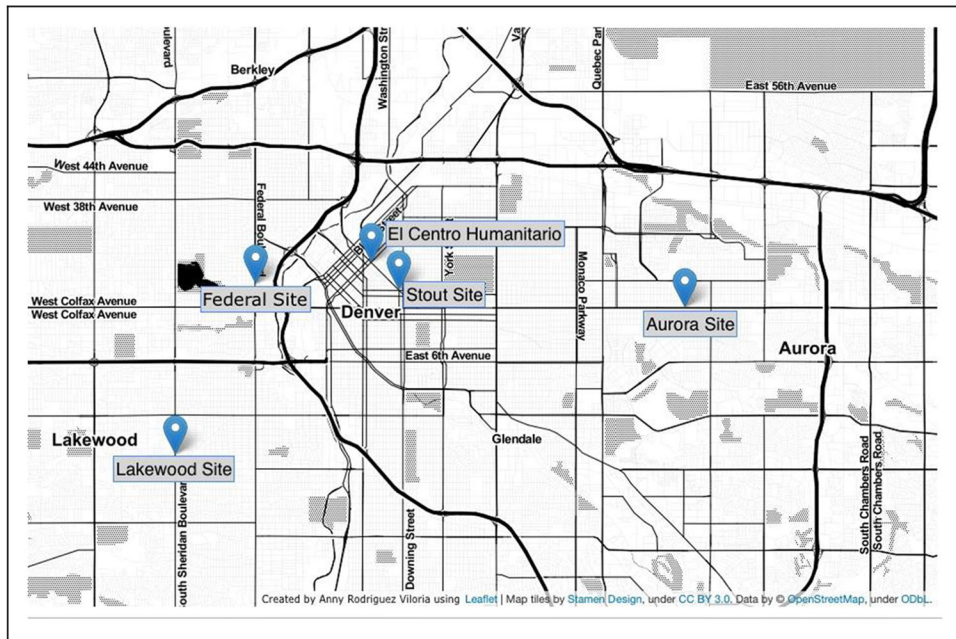 oulevard
Washington Str
Va
Quebec Par
Berkley
East 56th Avenue
West 44th Avenue
West 38th Avenue
Federal Bou
El Centro Humanitario
York S
Monaco Parkway
Federal Site
Stout Site
West Colfax Avenue
West Colfax Avenue
Denver
Aurora Site
East 6th Avenue
Aurora
Lakewood
Glendale
Lakewood Site
South Sheridan Boulevar
Downing Street
South Chambers Road
South Chambers Road
Created by Anny Rodriguez Viloria using Leaflet | Map tiles by Stamen Design, under CC BY 3.0. Data by © OpenStreetMap, under ODbL.